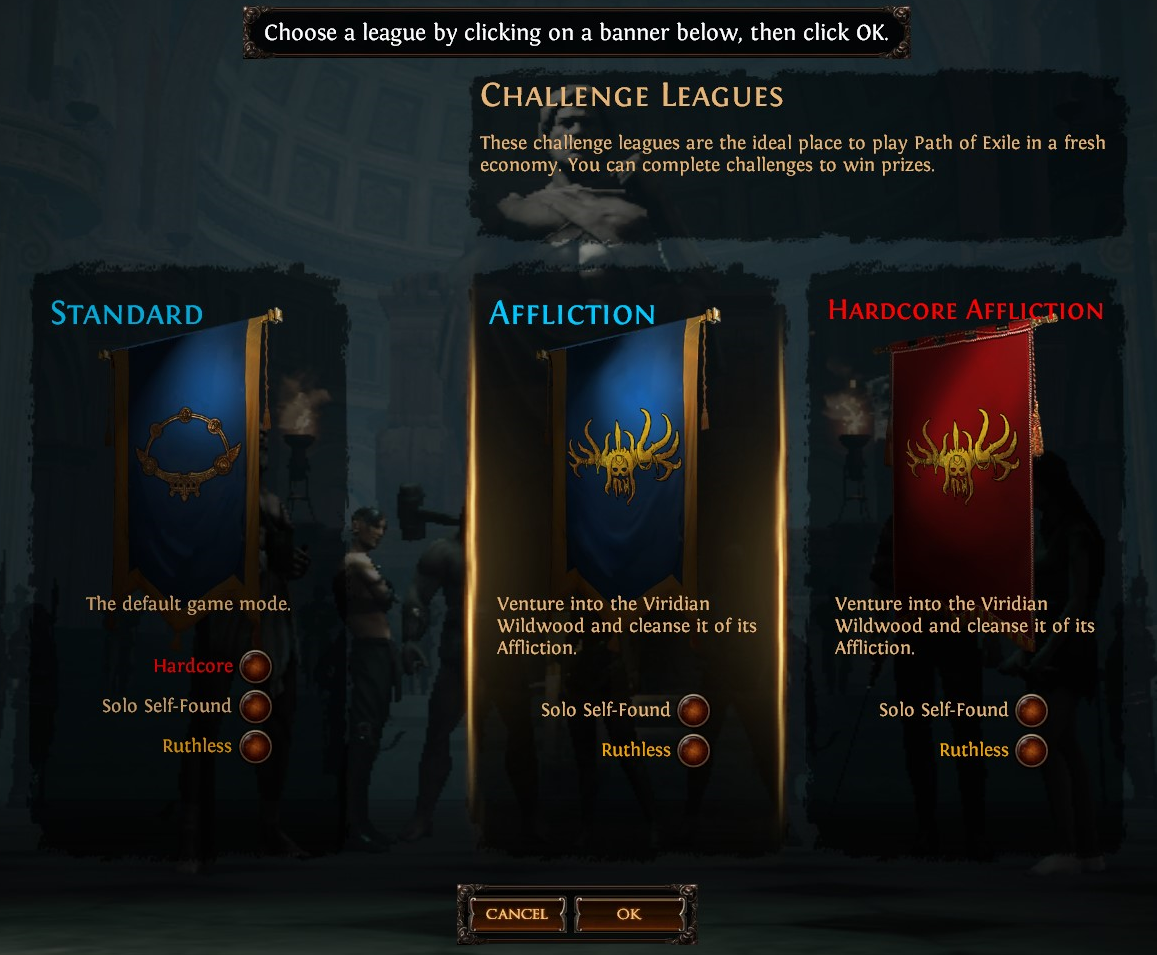 Choose a league by clicking on a banner below, then click OK.
Challenge Leagues
These challenge leagues are the ideal place to play Path of Exile in a fresh
economy. You can complete challenges to win prizes.
Standard
The default game mode.
Hardcore
Solo Self-Found
Ruthless
Affliction
Venture into the Viridian
Wildwood and cleanse it of its
Affliction.
Solo Self-Found
Ruthless
Hardcore Affliction
Venture into the Viridian
Wildwood and cleanse it of its
Affliction.
Solo Self-Found
Ruthless
CANCEL
OK